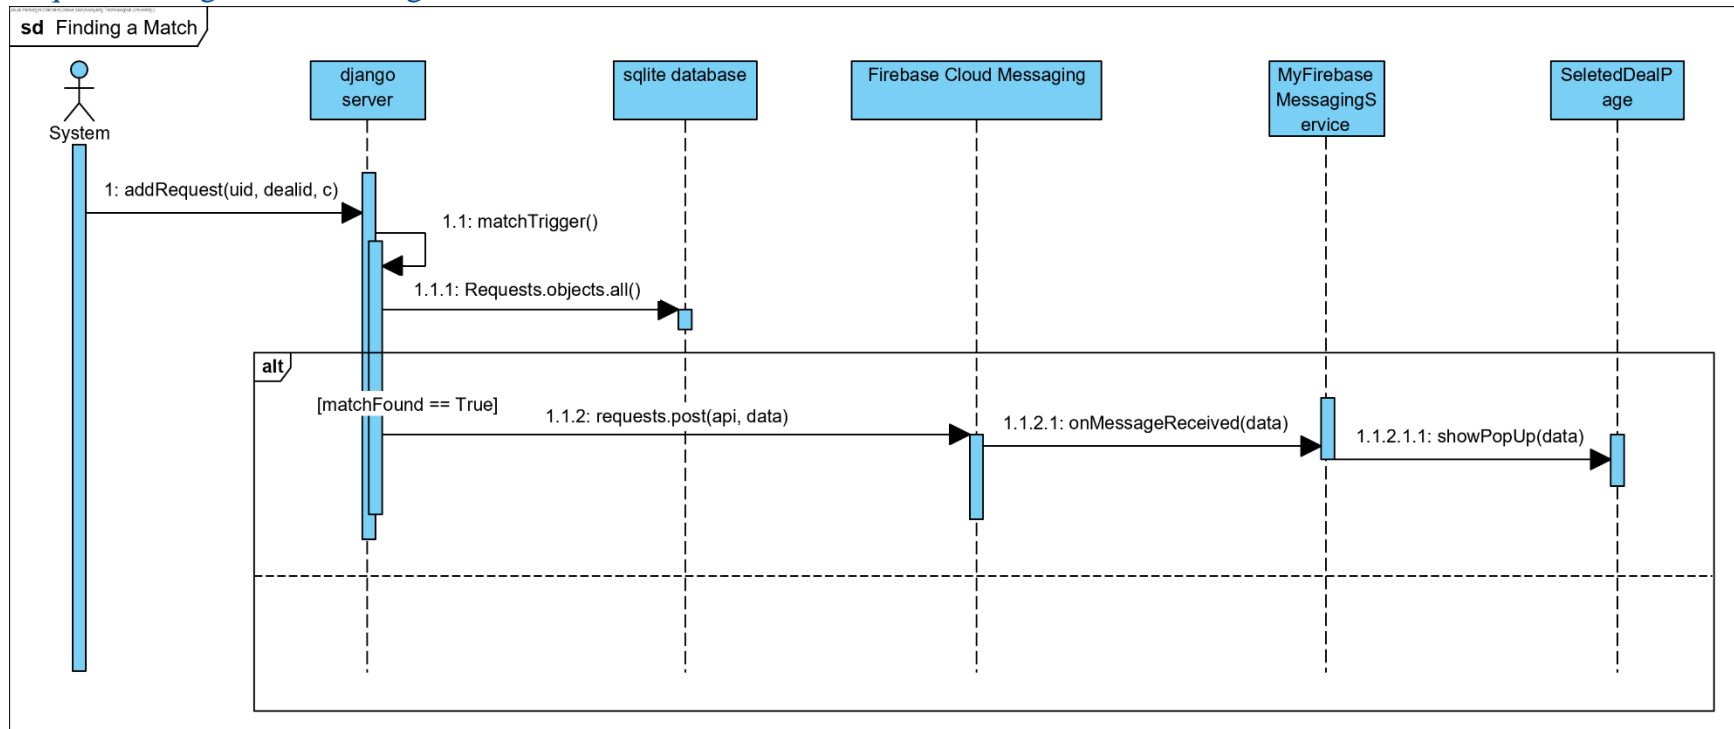 sd Finding a Match
System
django
server
sqlite database
Firebase Cloud Messaging
MyFirebase
MessagingS
ervice
SeletedDealP
age
1: addRequest(uid, dealid, c)
1.1: matchTrigger()
1.1.1: Requests.objects.all()
alt
[matchFound == True]
1.1.2: requests.post(api, data)
1.1.2.1: onMessageReceived(data)
1.1.2.1.1: showPopUp(data)